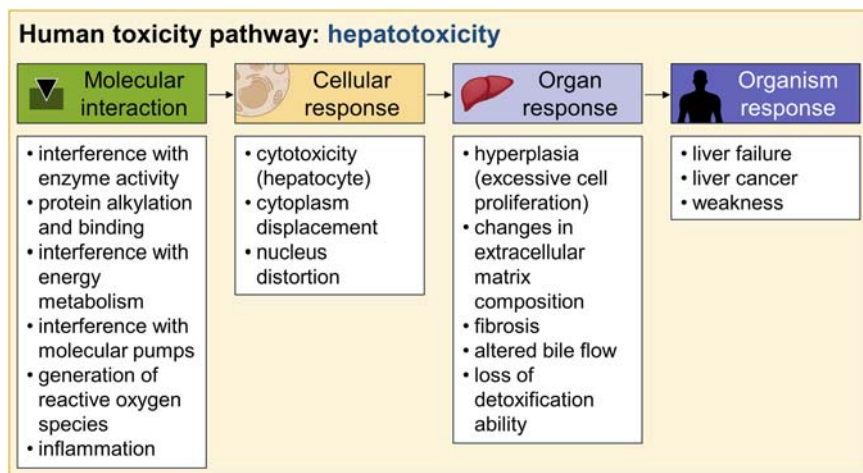 Human toxicity pathway: hepatotoxicity
Molecular
interaction
• interference with
enzyme activity
• protein alkylation
and binding
• interference with
energy
metabolism
• interference with
molecular pumps
• generation of
reactive oxygen
species
• inflammation
Cellular
response
• cytotoxicity
(hepatocyte)
• cytoplasm
displacement
• nucleus
distortion
Organ
response
• hyperplasia
(excessive cell
proliferation)
• changes in
extracellular
matrix
composition
• fibrosis
• altered bile flow
• loss of
detoxification
ability
Organism
response
• liver failure
• liver cancer
• weakness